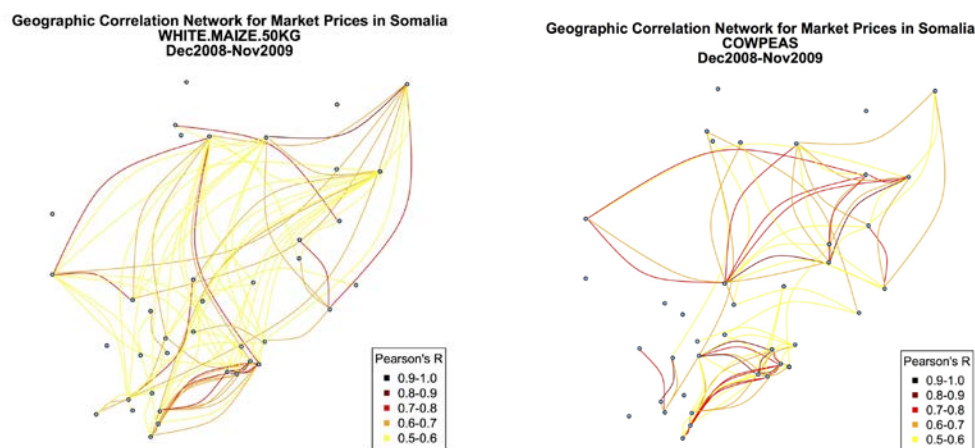 Geographic Correlation Network for Market Prices in Somalia
WHITE.MAIZE.50KG
Dec2008-Nov2009
Pearson's R
0.9-1.0
0.8-0.9
0.7-0.8
0.6-0.7
0.5-0.6
Geographic Correlation Network for Market Prices in Somalia
COWPEAS
Dec2008-Nov2009
Pearson's R
0.9-1.0
0.8-0.9
0.7-0.8
0.6-0.7
0.5-0.6